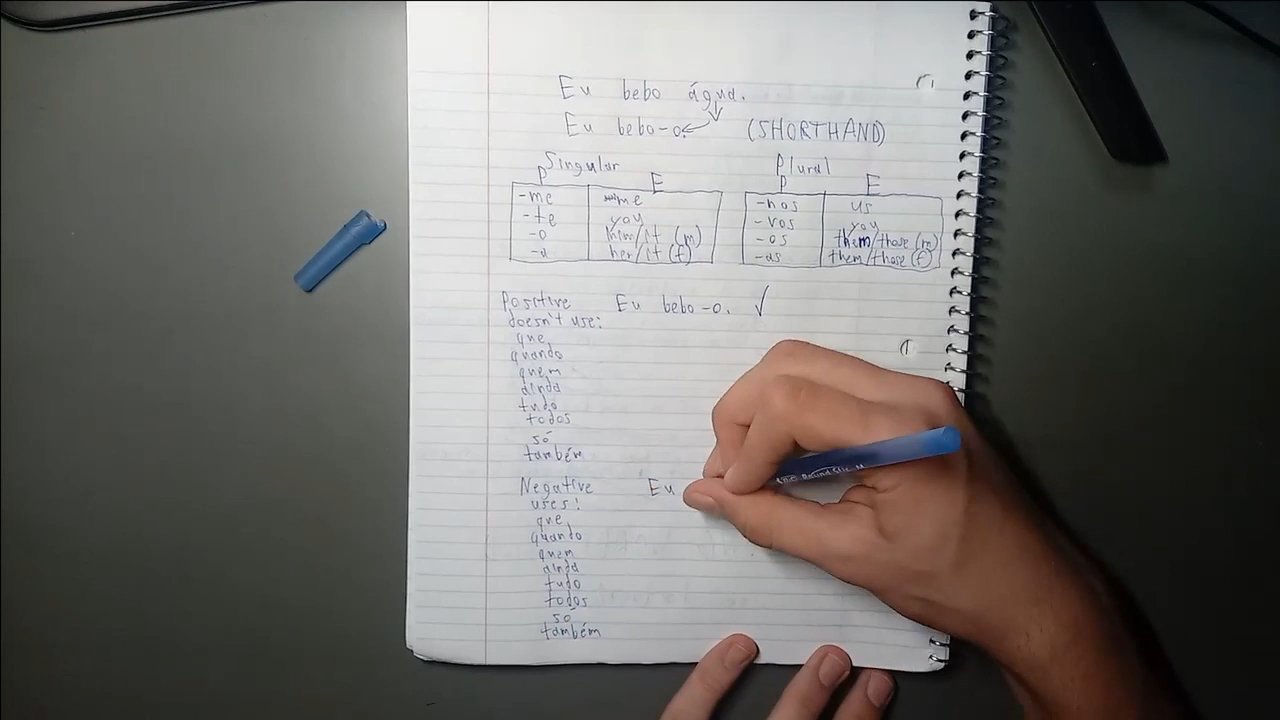 Eu bebo água.
Eu bebo-o. (SHORTHAND)
Singular Plural
P E P E
-me me -nos us
-te you -vos you
-o him/it (m) -os them/those (m)
-a her/it (f) -as them/those (f)
Positive Eu bebo-o. ✓
doesn't use:
que
quando
quem
ainda
tudo
todos
só
também
Negative Eu
uses:
que
quando
quem
ainda
tudo
todos
só
também